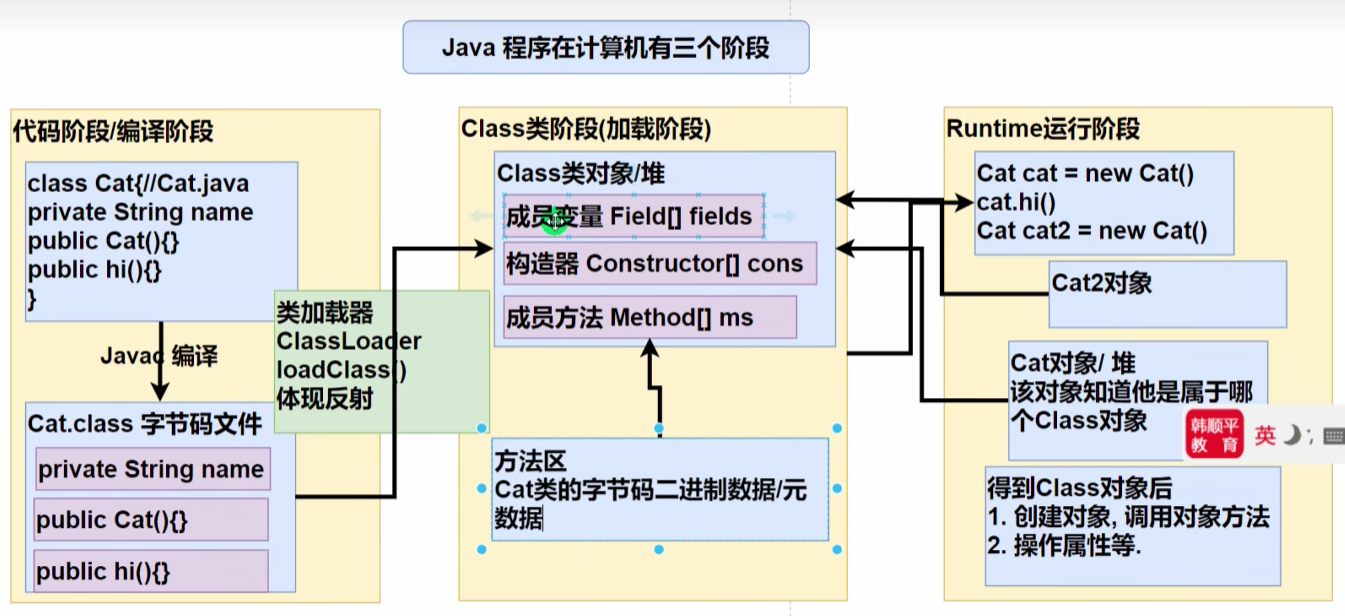 Java 程序在计算机有三个阶段
代码阶段/编译阶段
class Cat{//Cat.java
private String name
public Cat(){}
public hi(){}
}
Javac 编译
Cat.class 字节码文件
private String name
public Cat(){}
public hi(){}
类加载器
ClassLoader
loadClass()
体现反射
Class类阶段(加载阶段)
Class类对象/堆
成员变量 Field[] fields
构造器 Constructor[] cons
成员方法 Method[] ms
方法区
Cat类的字节码二进制数据/元
数据
Runtime运行阶段
Cat cat = new Cat()
cat.hi()
Cat cat2 = new Cat()
Cat2对象
Cat对象/ 堆
该对象知道他是属于哪
个Class对象
韩顺平
教 育
英
得到Class对象后
1. 创建对象, 调用对象方法
2. 操作属性等.